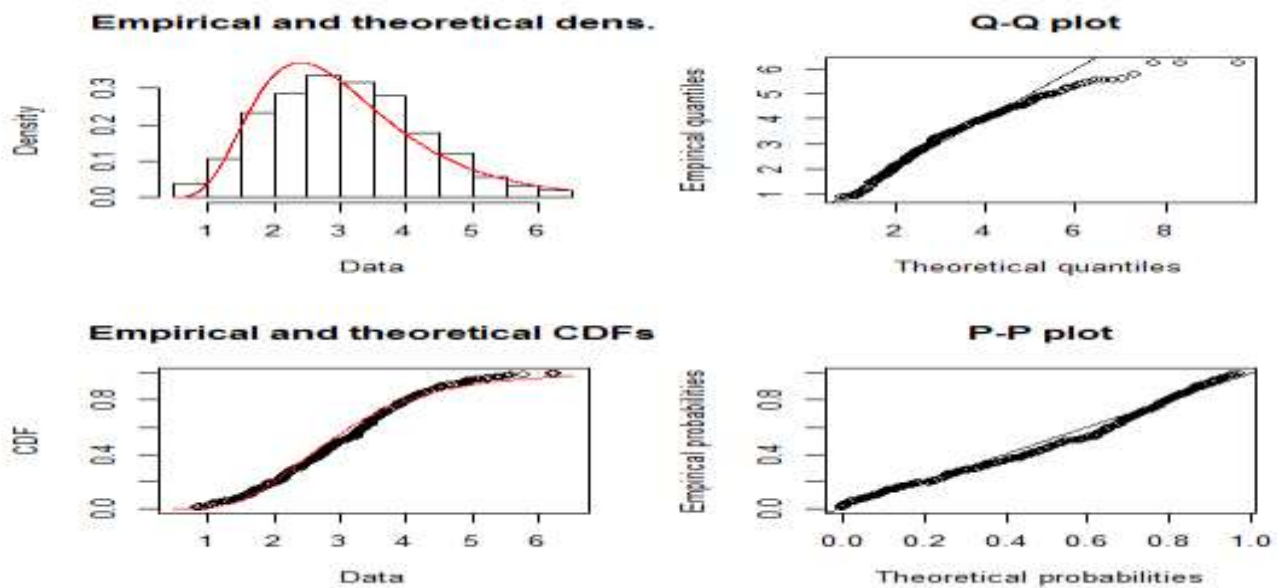 Empirical and theoretical dens.
Density
0.0 0.1 0.2 0.3
1 2 3 4 5 6
Data
Q-Q plot
Empirical quantiles
1 2 3 4 5 6
2 4 6 8
Theoretical quantiles
Empirical and theoretical CDFs
CDF
0.0 0.4 0.8
1 2 3 4 5 6
Data
P-P plot
Empirical probabilities
0.0 0.4 0.8
0.0 0.2 0.4 0.6 0.8 1.0
Theoretical probabilities